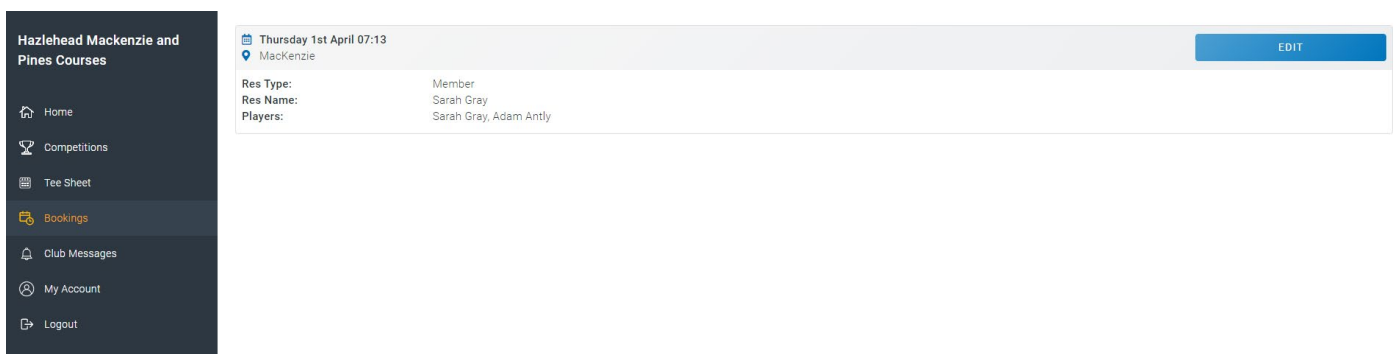 Hazlehead Mackenzie and
Pines Courses
Home
Competitions
Tee Sheet
Bookings
Club Messages
My Account
Logout
Thursday 1st April 07:13
MacKenzie
EDIT
Res Type: Member
Res Name: Sarah Gray
Players: Sarah Gray, Adam Antly